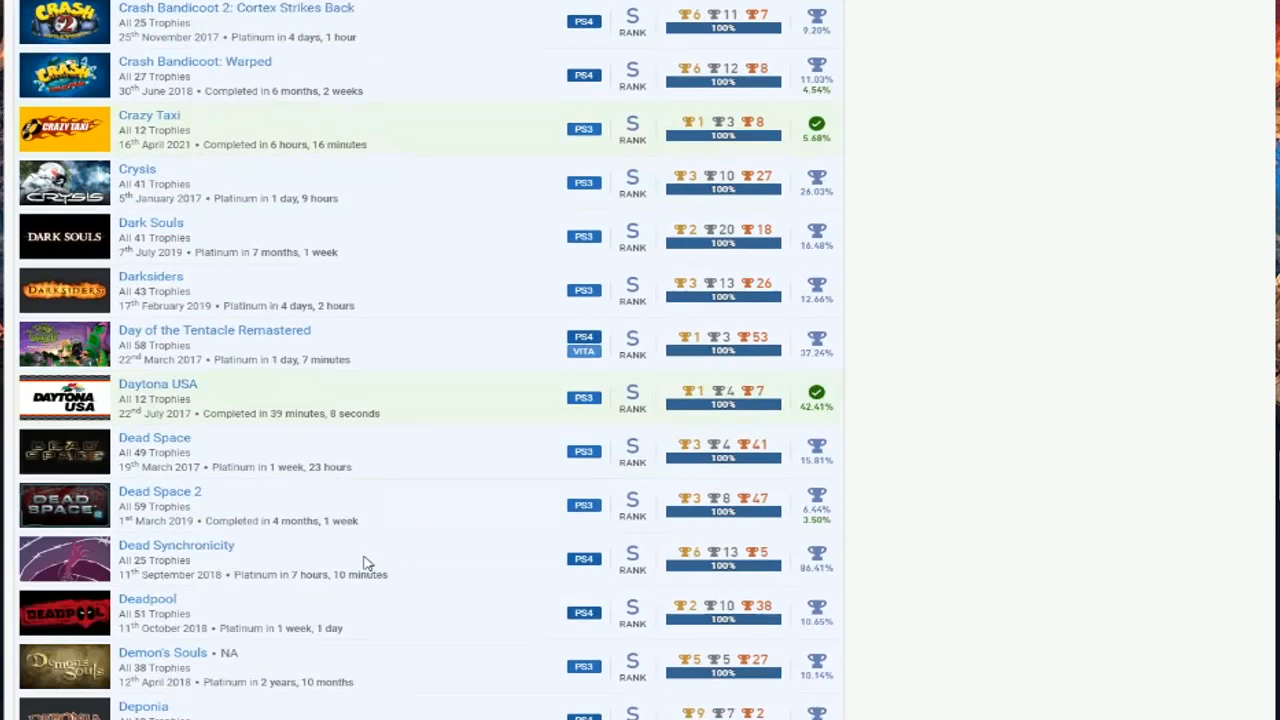 Crash Bandicoot 2: Cortex Strikes Back
All 25 Trophies
25th November 2017 • Platinum in 4 days, 1 hour
PS4
S
RANK
6 11 7
100%
9.20%
Crash Bandicoot: Warped
All 27 Trophies
30th June 2018 • Completed in 6 months, 2 weeks
PS4
S
RANK
6 12 8
100%
11.03%
4.54%
CRAZY TAXI
Crazy Taxi
All 12 Trophies
16th April 2021 • Completed in 6 hours, 16 minutes
PS3
S
RANK
1 3 8
100%
5.68%
CRYSIS
Crysis
All 41 Trophies
5th January 2017 • Platinum in 1 day, 9 hours
PS3
S
RANK
3 10 27
100%
26.03%
DARK SOULS
Dark Souls
All 41 Trophies
7th July 2019 • Platinum in 7 months, 1 week
PS3
S
RANK
2 20 18
100%
16.48%
DARKSIDERS
Darksiders
All 43 Trophies
17th February 2019 • Platinum in 4 days, 2 hours
PS3
S
RANK
3 13 26
100%
12.66%
Day of the Tentacle Remastered
All 58 Trophies
22nd March 2017 • Platinum in 1 day, 7 minutes
PS4
VITA
S
RANK
1 3 53
100%
37.24%
DAYTONA
USA
Daytona USA
All 12 Trophies
22nd July 2017 • Completed in 39 minutes, 8 seconds
PS3
S
RANK
1 4 7
100%
42.41%
DEAD
SPACE
Dead Space
All 49 Trophies
19th March 2017 • Platinum in 1 week, 23 hours
PS3
S
RANK
3 4 41
100%
15.81%
DEAD
SPACE 2
Dead Space 2
All 59 Trophies
1st March 2019 • Completed in 4 months, 1 week
PS3
S
RANK
3 8 47
100%
6.44%
3.50%
Dead Synchronicity
All 25 Trophies
11th September 2018 • Platinum in 7 hours, 10 minutes
PS4
S
RANK
6 13 5
100%
86.41%
DEADPOOL
Deadpool
All 51 Trophies
11th October 2018 • Platinum in 1 week, 1 day
PS4
S
RANK
2 10 38
100%
10.65%
Demon's Souls
Demon's Souls • NA
All 38 Trophies
12th April 2018 • Platinum in 2 years, 10 months
PS3
S
RANK
5 5 27
100%
10.14%
DEPONIA
Deponia
PS4
S
9 7 2